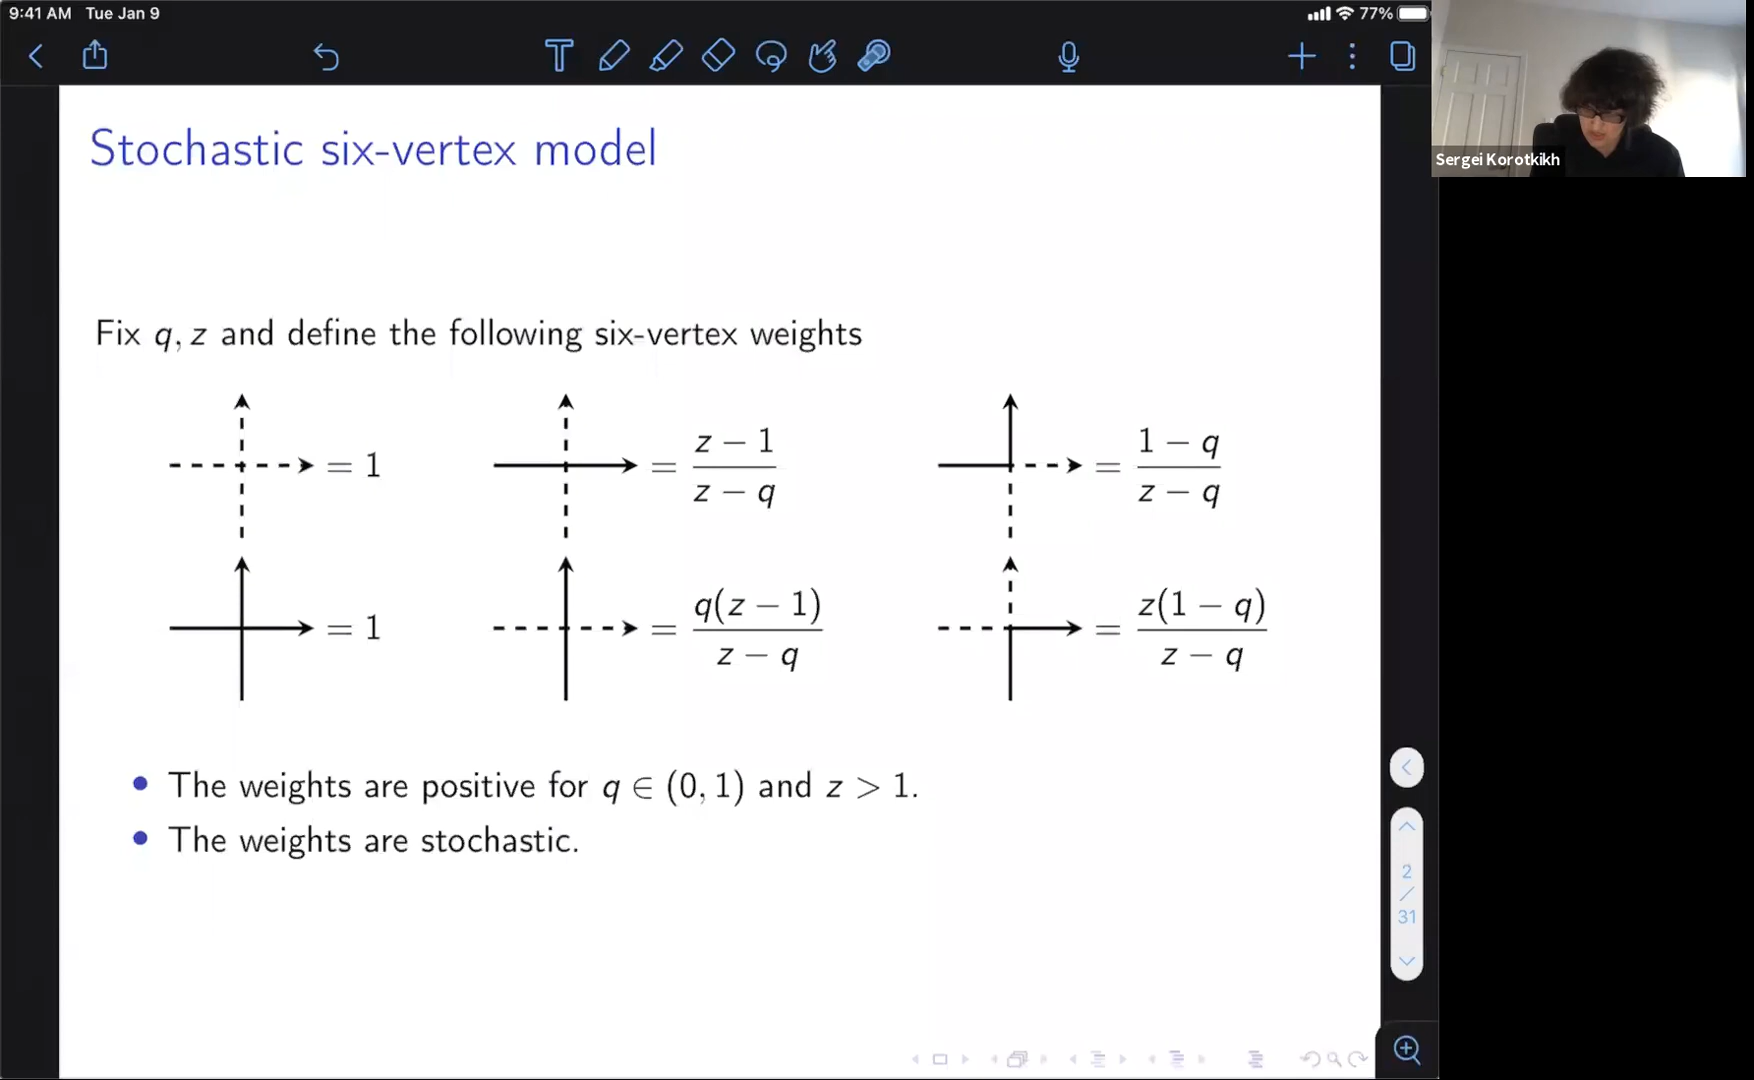 9:41 AM Tue Jan 9
77%
Sergei Korotkikh
Stochastic six-vertex model
Fix q, z and define the following six-vertex weights
= 1
= (z − 1)/(z − q)
= (1 − q)/(z − q)
= 1
= q(z − 1)/(z − q)
= z(1 − q)/(z − q)
• The weights are positive for q ∈ (0, 1) and z > 1.
• The weights are stochastic.
2
/
31